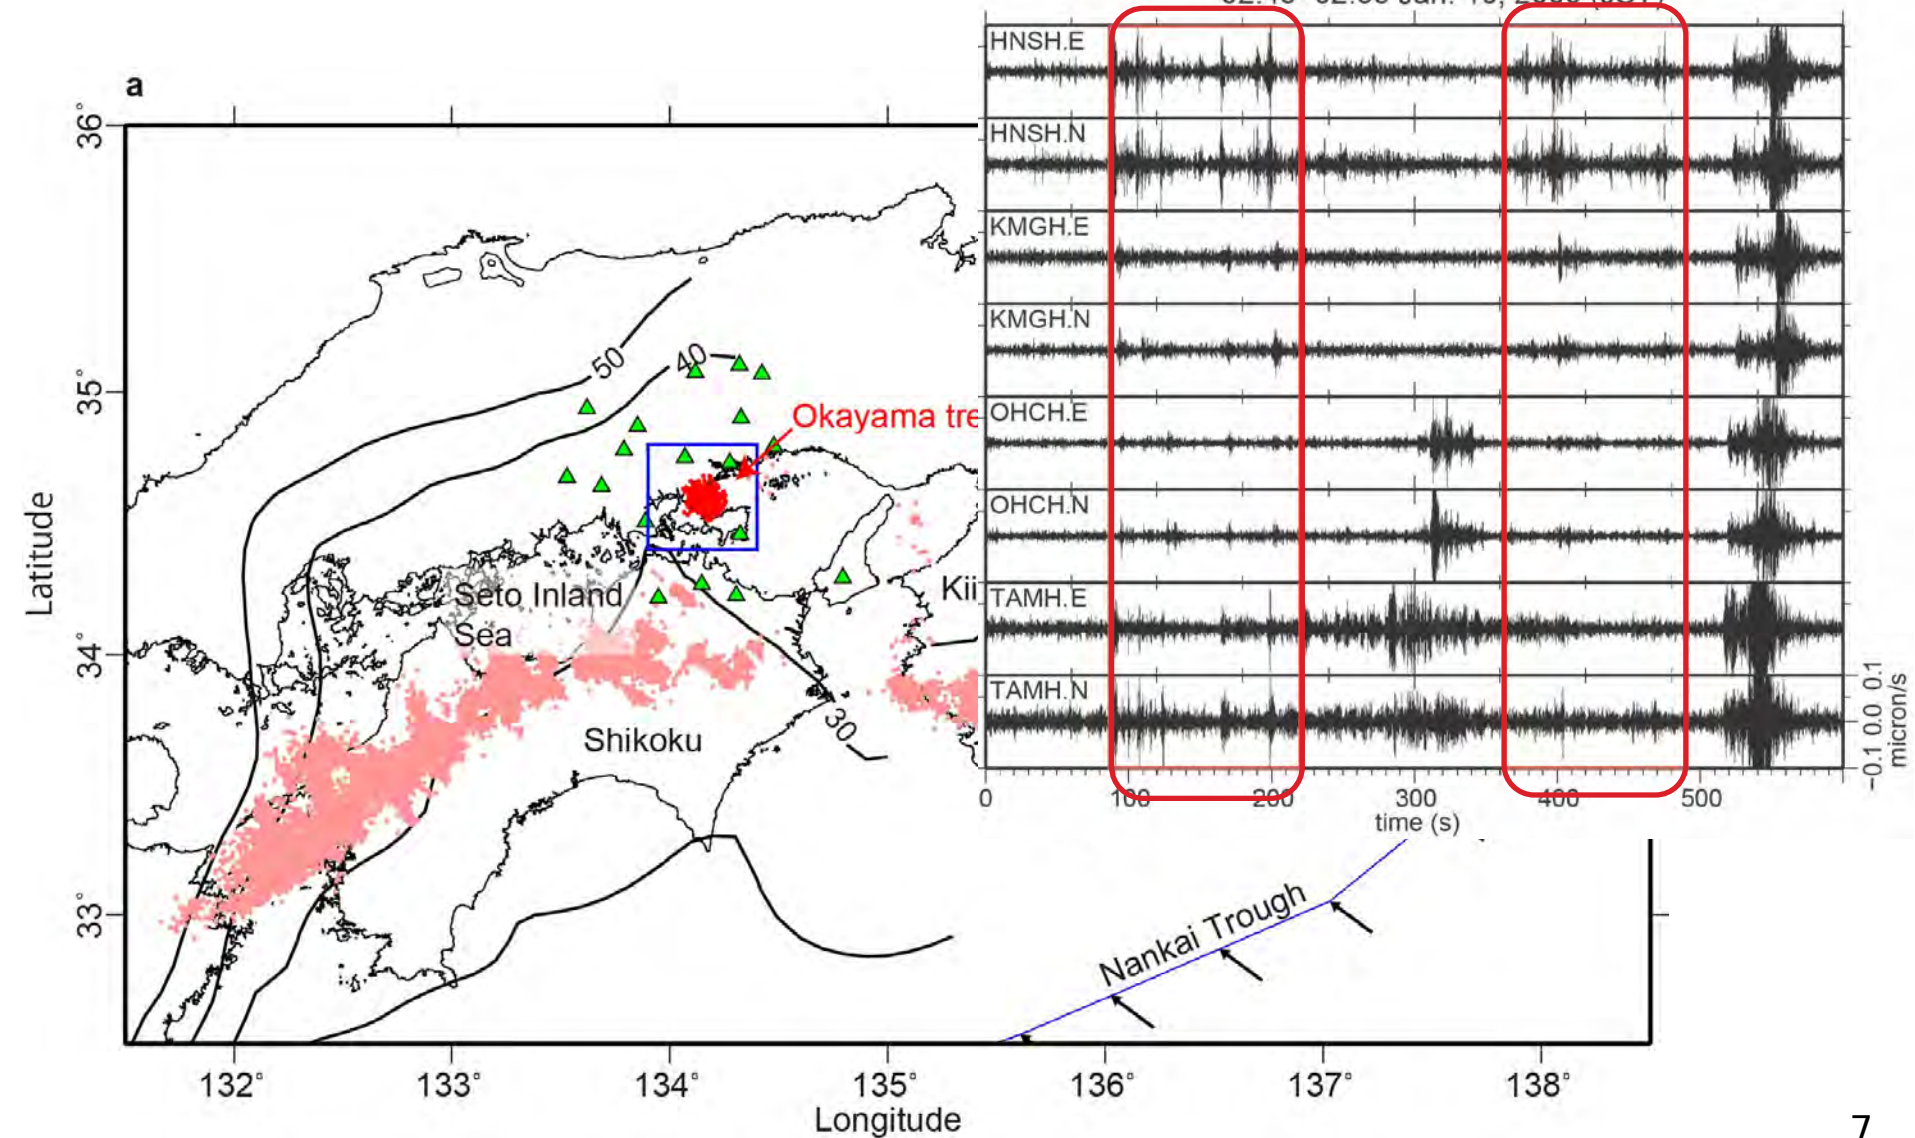 a
36°
35°
34°
33°
Latitude
132°
133°
134°
135°
136°
137°
138°
Longitude
50
40
30
Okayama tre
Seto Inland
Sea
Kii
Shikoku
Nankai Trough
HNSH.E
HNSH.N
KMGH.E
KMGH.N
OHCH.E
OHCH.N
TAMH.E
TAMH.N
0
100
200
300
400
500
time (s)
−0.1 0.0 0.1
micron/s
7